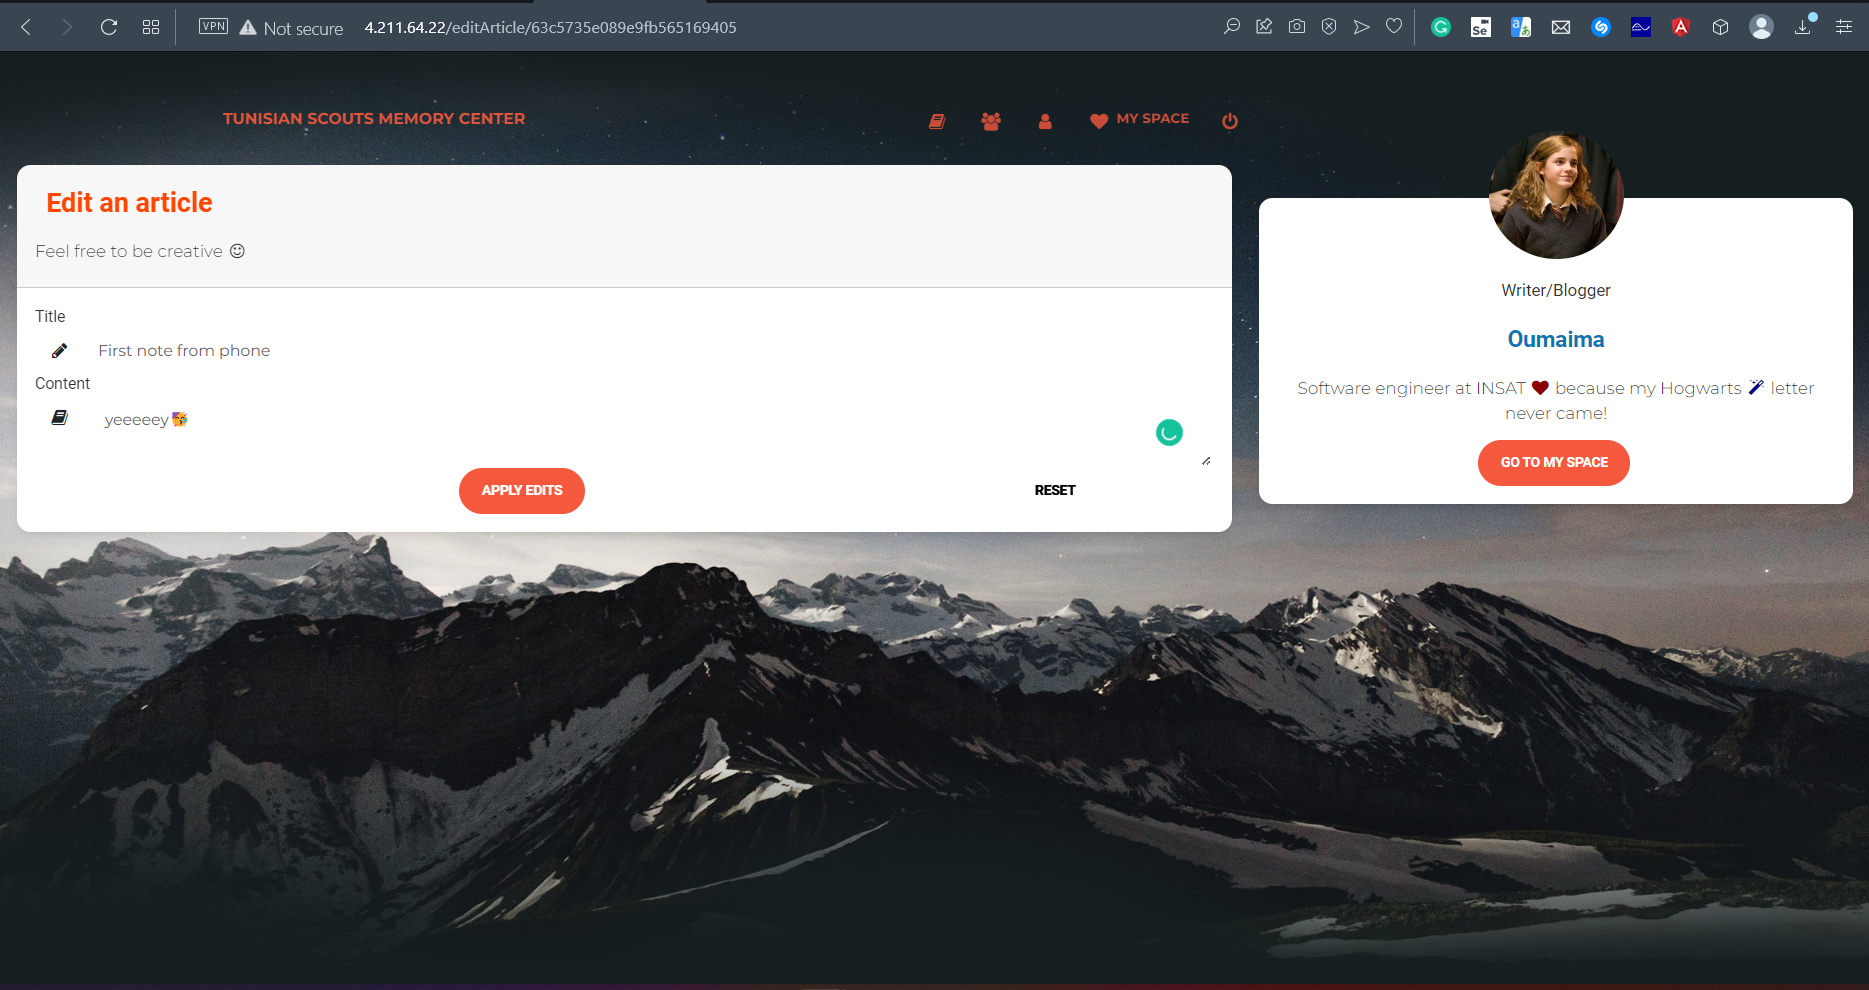 VPN Not secure 4.211.64.22/editArticle/63c5735e089e9fb565169405
TUNISIAN SCOUTS MEMORY CENTER
MY SPACE
Edit an article
Feel free to be creative
Title
First note from phone
Content
yeeeeey🥳
APPLY EDITS
RESET
Writer/Blogger
Oumaima
Software engineer at INSAT ❤ because my Hogwarts letter
never came!
GO TO MY SPACE